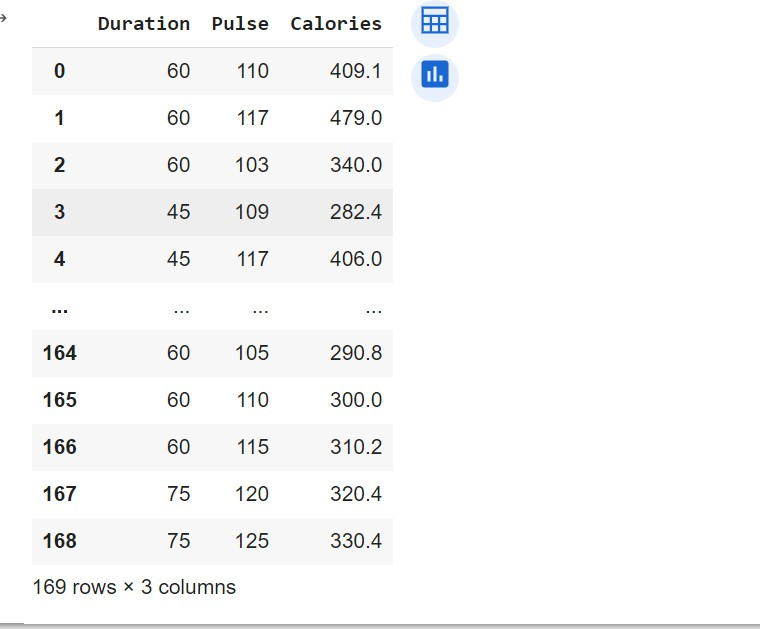 Duration Pulse Calories
0 60 110 409.1
1 60 117 479.0
2 60 103 340.0
3 45 109 282.4
4 45 117 406.0
... ... ... ...
164 60 105 290.8
165 60 110 300.0
166 60 115 310.2
167 75 120 320.4
168 75 125 330.4
169 rows × 3 columns